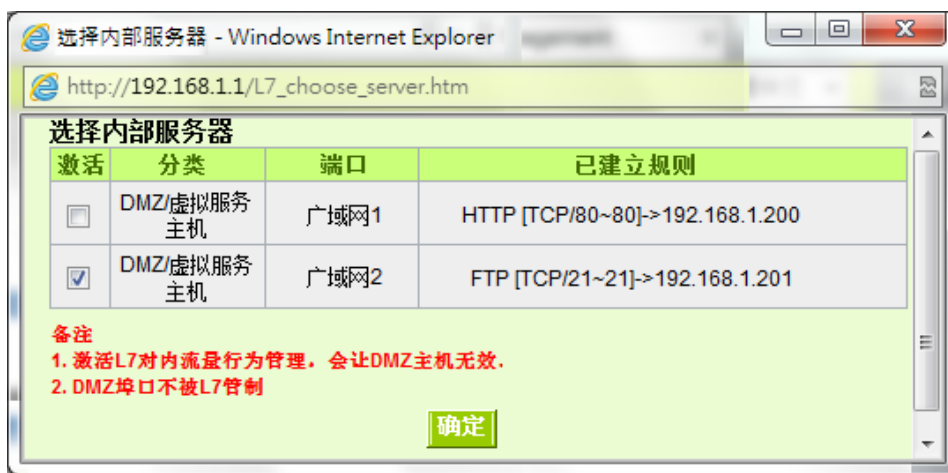 选择内部服务器 - Windows Internet Explorer
http://192.168.1.1/L7_choose_server.htm
选择内部服务器
激活 分类 端口 已建立规则
DMZ/虚拟服务
主机
广域网1
HTTP [TCP/80~80]->192.168.1.200
DMZ/虚拟服务
主机
广域网2
FTP [TCP/21~21]->192.168.1.201
备注
1. 激活L7对内流量行为管理，会让DMZ主机无效.
2. DMZ埠口不被L7管制
确定